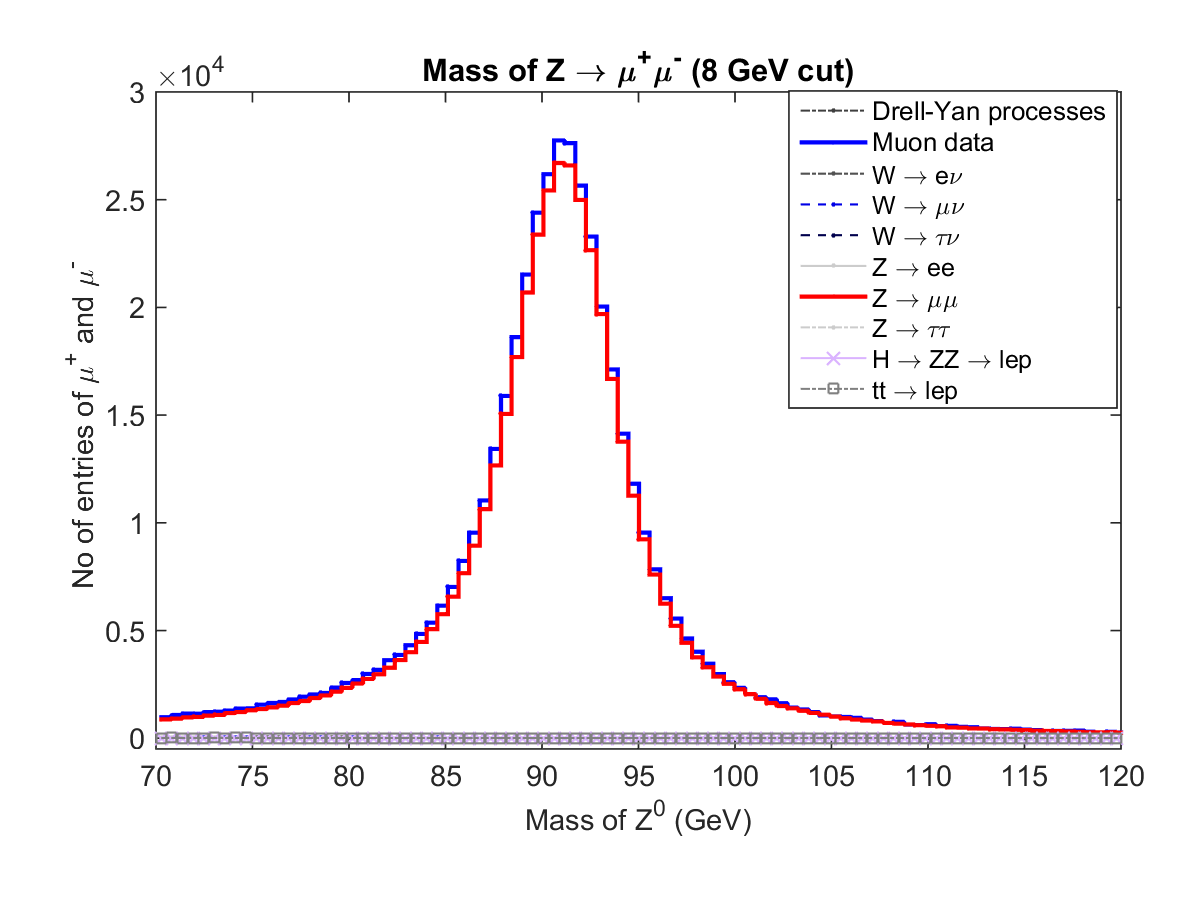 Mass of Z → μ⁺μ⁻ (8 GeV cut)
×10⁴
3
2.5
2
1.5
1
0.5
0
No of entries of μ⁺ and μ⁻
70 75 80 85 90 95 100 105 110 115 120
Mass of Z⁰ (GeV)
Drell-Yan processes
Muon data
W → eν
W → μν
W → τν
Z → ee
Z → μμ
Z → ττ
H → ZZ → lep
tt → lep